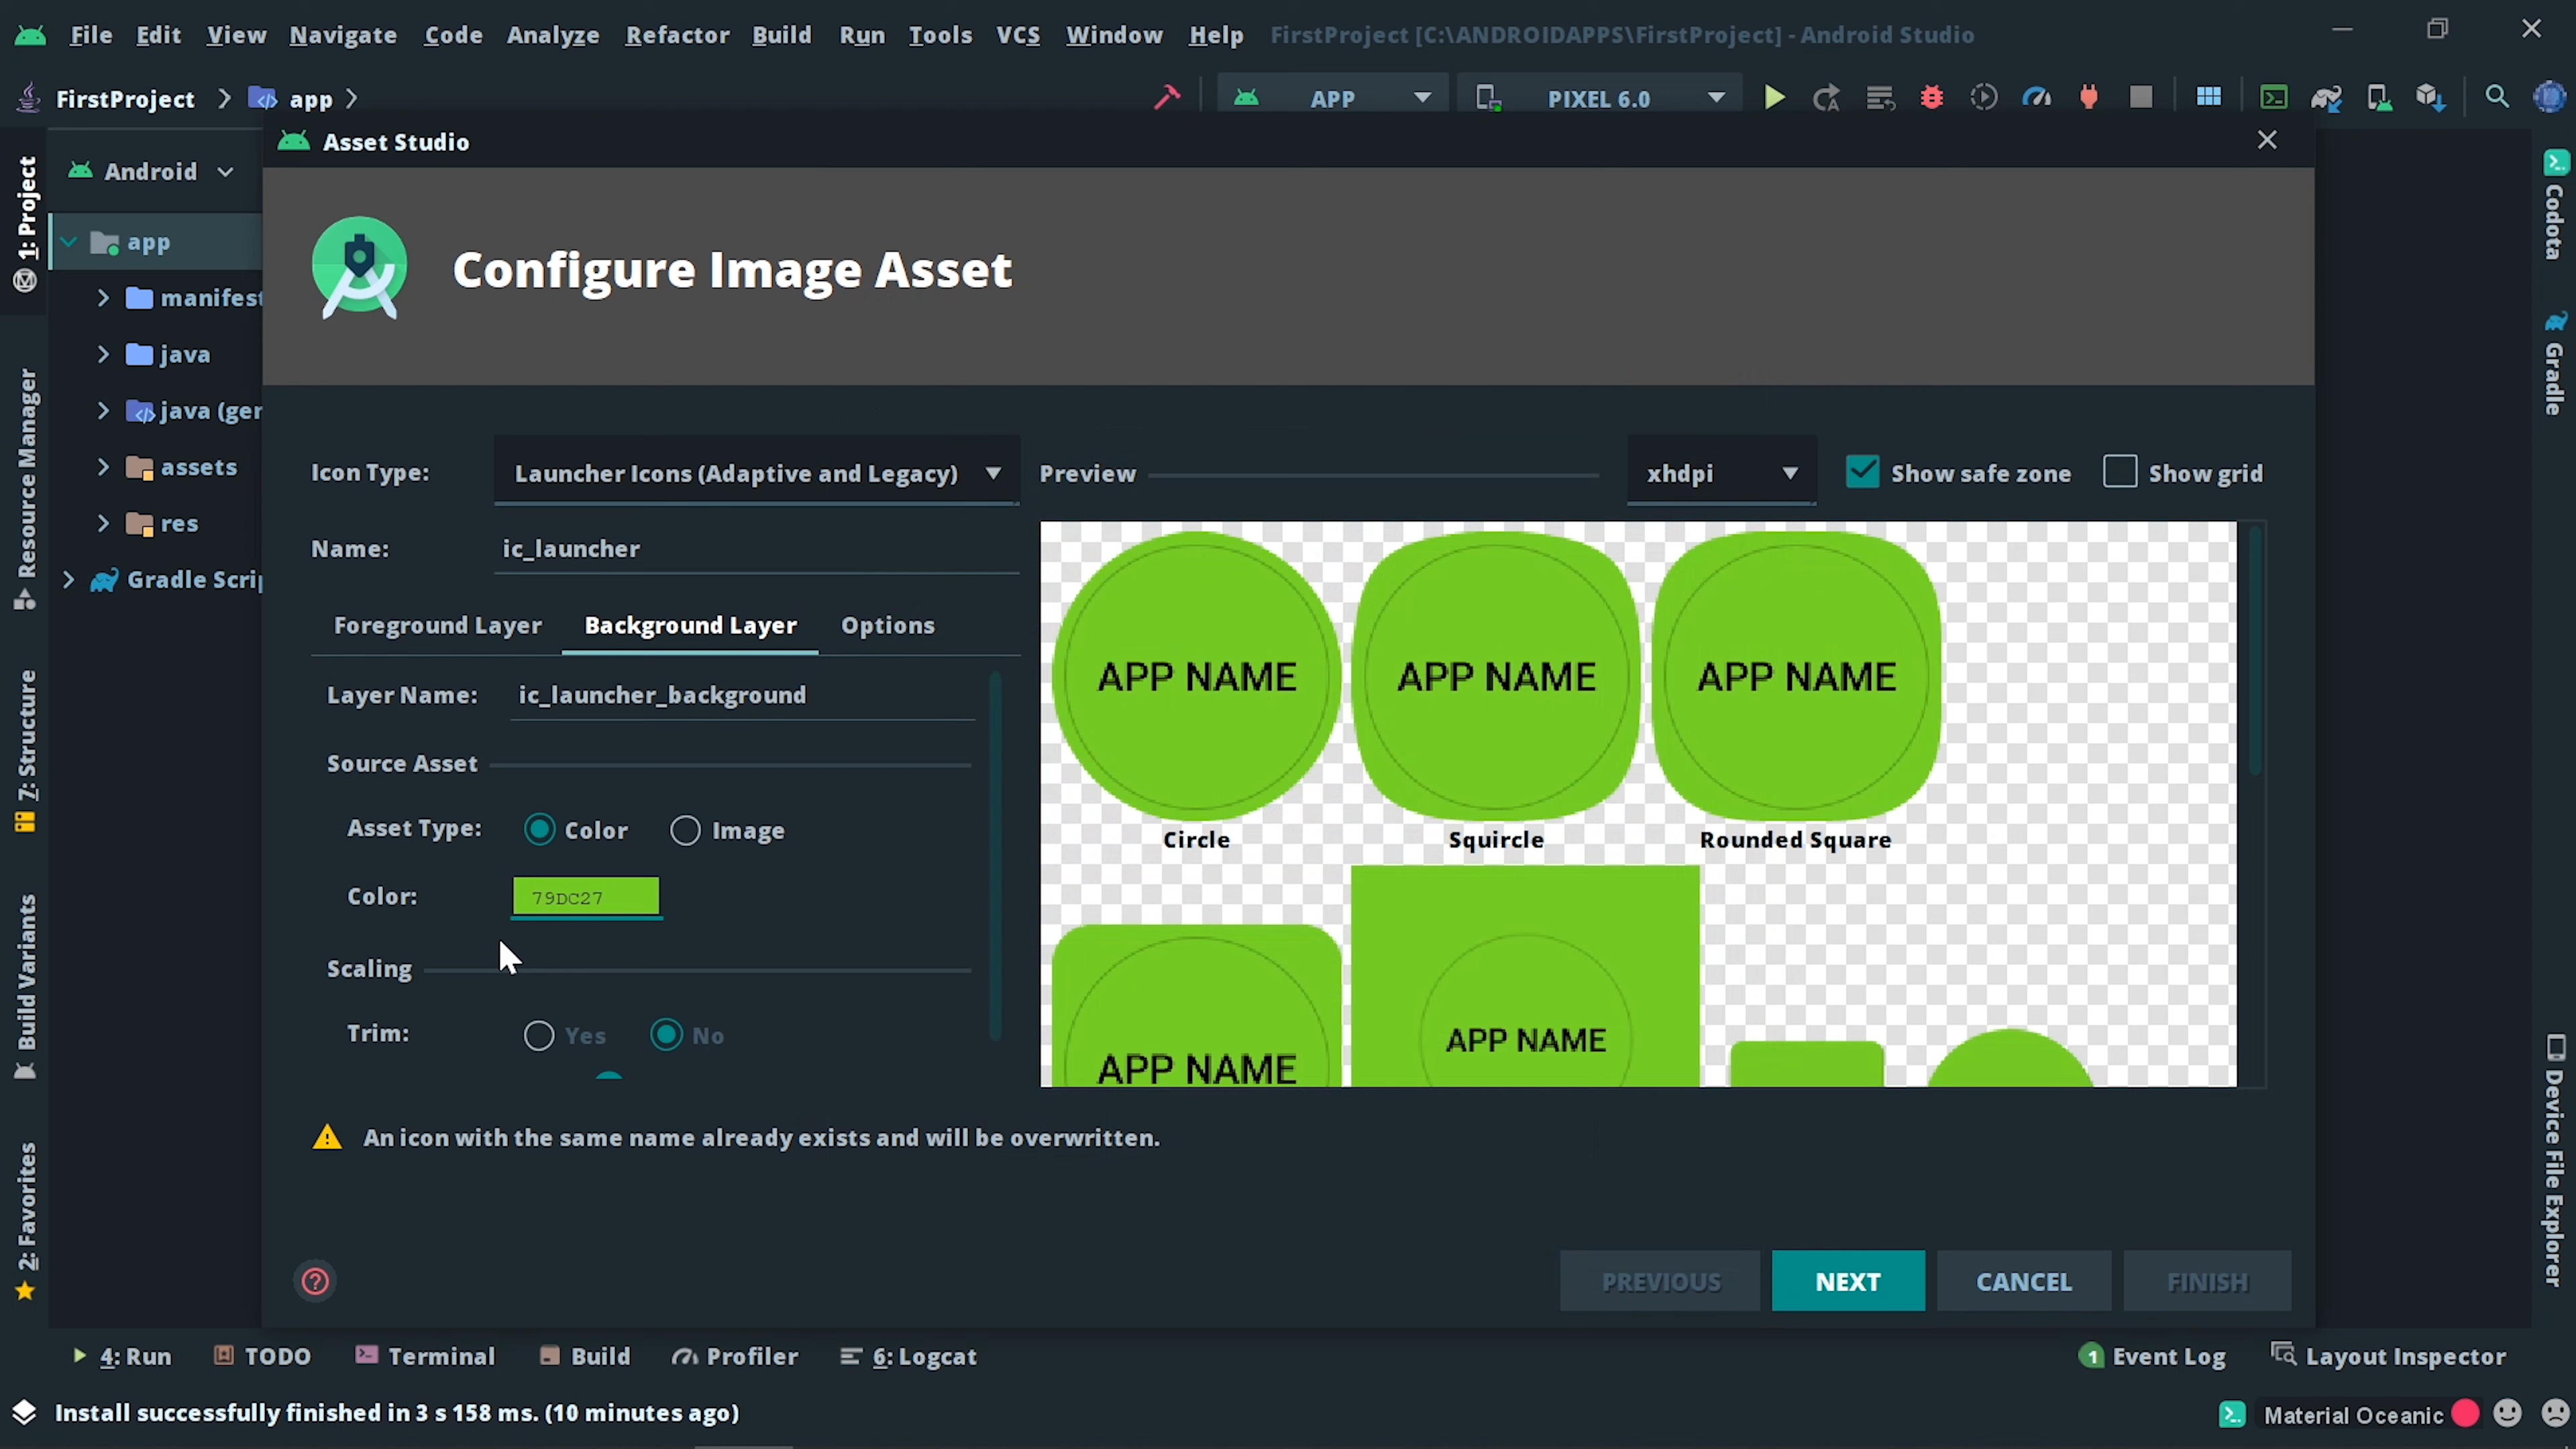 File Edit View Navigate Code Analyze Refactor Build Run Tools VCS Window Help FirstProject [C:\ANDROIDAPPS\FirstProject] - Android Studio
FirstProject app APP PIXEL 6.0
Asset Studio
Configure Image Asset
1: Project
Resource Manager
7: Structure
Build Variants
2: Favorites
Android
app
manifest
java
java (ger
assets
res
Gradle Scrip
Icon Type: Launcher Icons (Adaptive and Legacy)
Name: ic_launcher
Foreground Layer Background Layer Options
Layer Name: ic_launcher_background
Source Asset
Asset Type: Color Image
Color: 79DC27
Scaling
Trim: Yes No
Preview xhdpi Show safe zone Show grid
APP NAME APP NAME APP NAME
Circle Squircle Rounded Square
APP NAME APP NAME
An icon with the same name already exists and will be overwritten.
PREVIOUS NEXT CANCEL FINISH
Codota
Gradle
Device File Explorer
4: Run TODO Terminal Build Profiler 6: Logcat 1 Event Log Layout Inspector
Install successfully finished in 3 s 158 ms. (10 minutes ago) Material Oceanic